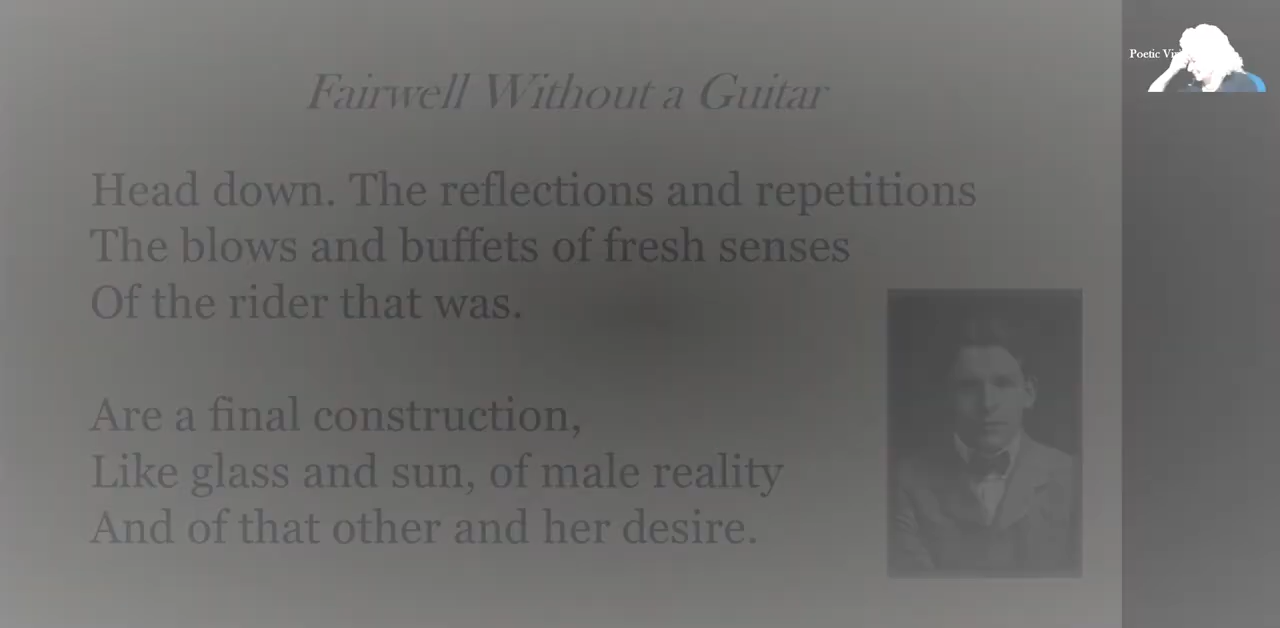 Fairwell Without a Guitar
Head down. The reflections and repetitions
The blows and buffets of fresh senses
Of the rider that was.
Are a final construction,
Like glass and sun, of male reality
And of that other and her desire.
Poetic